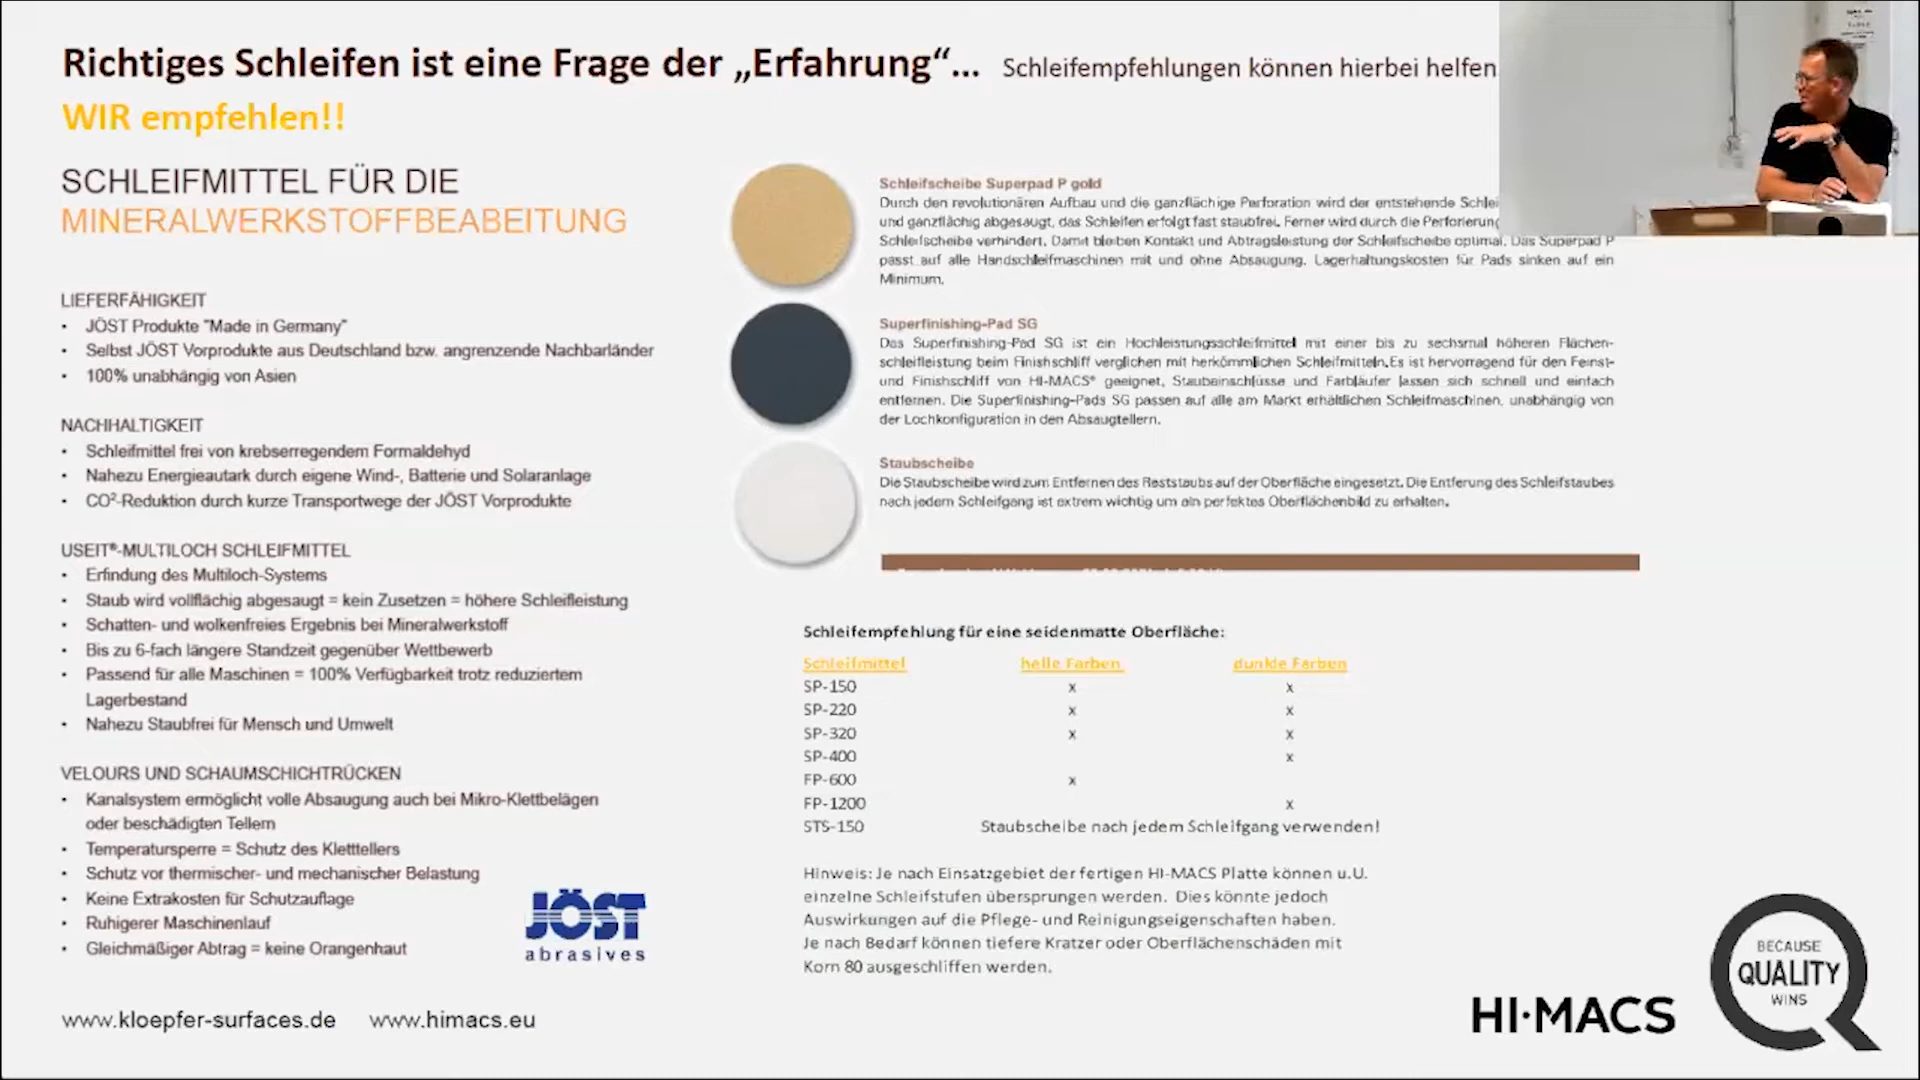 Richtiges Schleifen ist eine Frage der „Erfahrung“... Schleifempfehlungen können hierbei helfen
WIR empfehlen!!
SCHLEIFMITTEL FÜR DIE
MINERALWERKSTOFFBEABEITUNG
LIEFERFÄHIGKEIT
• JÖST Produkte "Made in Germany"
• Selbst JÖST Vorprodukte aus Deutschland bzw. angrenzende Nachbarländer
• 100% unabhängig von Asien
NACHHALTIGKEIT
• Schleifmittel frei von krebserregendem Formaldehyd
• Nahezu Energieautark durch eigene Wind-, Batterie und Solaranlage
• CO²-Reduktion durch kurze Transportwege der JÖST Vorprodukte
USEIT®-MULTILOCH SCHLEIFMITTEL
• Erfindung des Multiloch-Systems
• Staub wird vollflächig abgesaugt = kein Zusetzen = höhere Schleifleistung
• Schatten- und wolkenfreies Ergebnis bei Mineralwerkstoff
• Bis zu 6-fach längere Standzeit gegenüber Wettbewerb
• Passend für alle Maschinen = 100% Verfügbarkeit trotz reduziertem
Lagerbestand
• Nahezu Staubfrei für Mensch und Umwelt
VELOURS UND SCHAUMSCHICHTRÜCKEN
• Kanalsystem ermöglicht volle Absaugung auch bei Mikro-Klettbelägen
oder beschädigten Tellern
• Temperatursperre = Schutz des Kletttellers
• Schutz vor thermischer- und mechanischer Belastung
• Keine Extrakosten für Schutzauflage
• Ruhigerer Maschinenlauf
• Gleichmäßiger Abtrag = keine Orangenhaut
JÖST
abrasives
www.kloepfer-surfaces.de www.himacs.eu
Schleifscheibe Superpad P gold
Durch den revolutionären Aufbau und die ganzflächige Perforation wird der entstehende
und ganzflächig abgesaugt, das Schleifen erfolgt fast staubfrei. Ferner wird durch die Perforierung
Schleifscheibe verhindert. Damit bleiben Kontakt und Abtragsleistung der Schleifscheibe optimal. Das Superpad P
passt auf alle Handschleifmaschinen mit und ohne Absaugung. Lagerhaltungskosten für Pads sinken auf ein
Minimum.
Superfinishing-Pad SG
Das Superfinishing-Pad SG ist ein Hochleistungsschleifmittel mit einer bis zu sechsmal höheren Flächen-
schleifleistung beim Finishschliff verglichen mit herkömmlichen Schleifmitteln.Es ist hervorragend für den Feinst-
und Finishschliff von HI-MACS® geeignet, Staubeinschlüsse und Farbläufer lassen sich schnell und einfach
entfernen. Die Superfinishing-Pads SG passen auf alle am Markt erhältlichen Schleifmaschinen, unabhängig von
der Lochkonfiguration in den Absaugtellern.
Staubscheibe
Die Staubscheibe wird zum Entfernen des Reststaubs auf der Oberfläche eingesetzt. Die Entferung des Schleifstaubes
nach jedem Schleifgang ist extrem wichtig um ein perfektes Oberflächenbild zu erhalten.
Schleifempfehlung für eine seidenmatte Oberfläche:
Schleifmittel helle Farben dunkle Farben
SP-150 x x
SP-220 x x
SP-320 x x
SP-400 x
FP-600 x
FP-1200 x
STS-150 Staubscheibe nach jedem Schleifgang verwenden!
Hinweis: Je nach Einsatzgebiet der fertigen HI-MACS Platte können u.U.
einzelne Schleifstufen übersprungen werden. Dies könnte jedoch
Auswirkungen auf die Pflege- und Reinigungseigenschaften haben.
Je nach Bedarf können tiefere Kratzer oder Oberflächenschäden mit
Korn 80 ausgeschliffen werden.
HI·MACS
BECAUSE
QUALITY
WINS